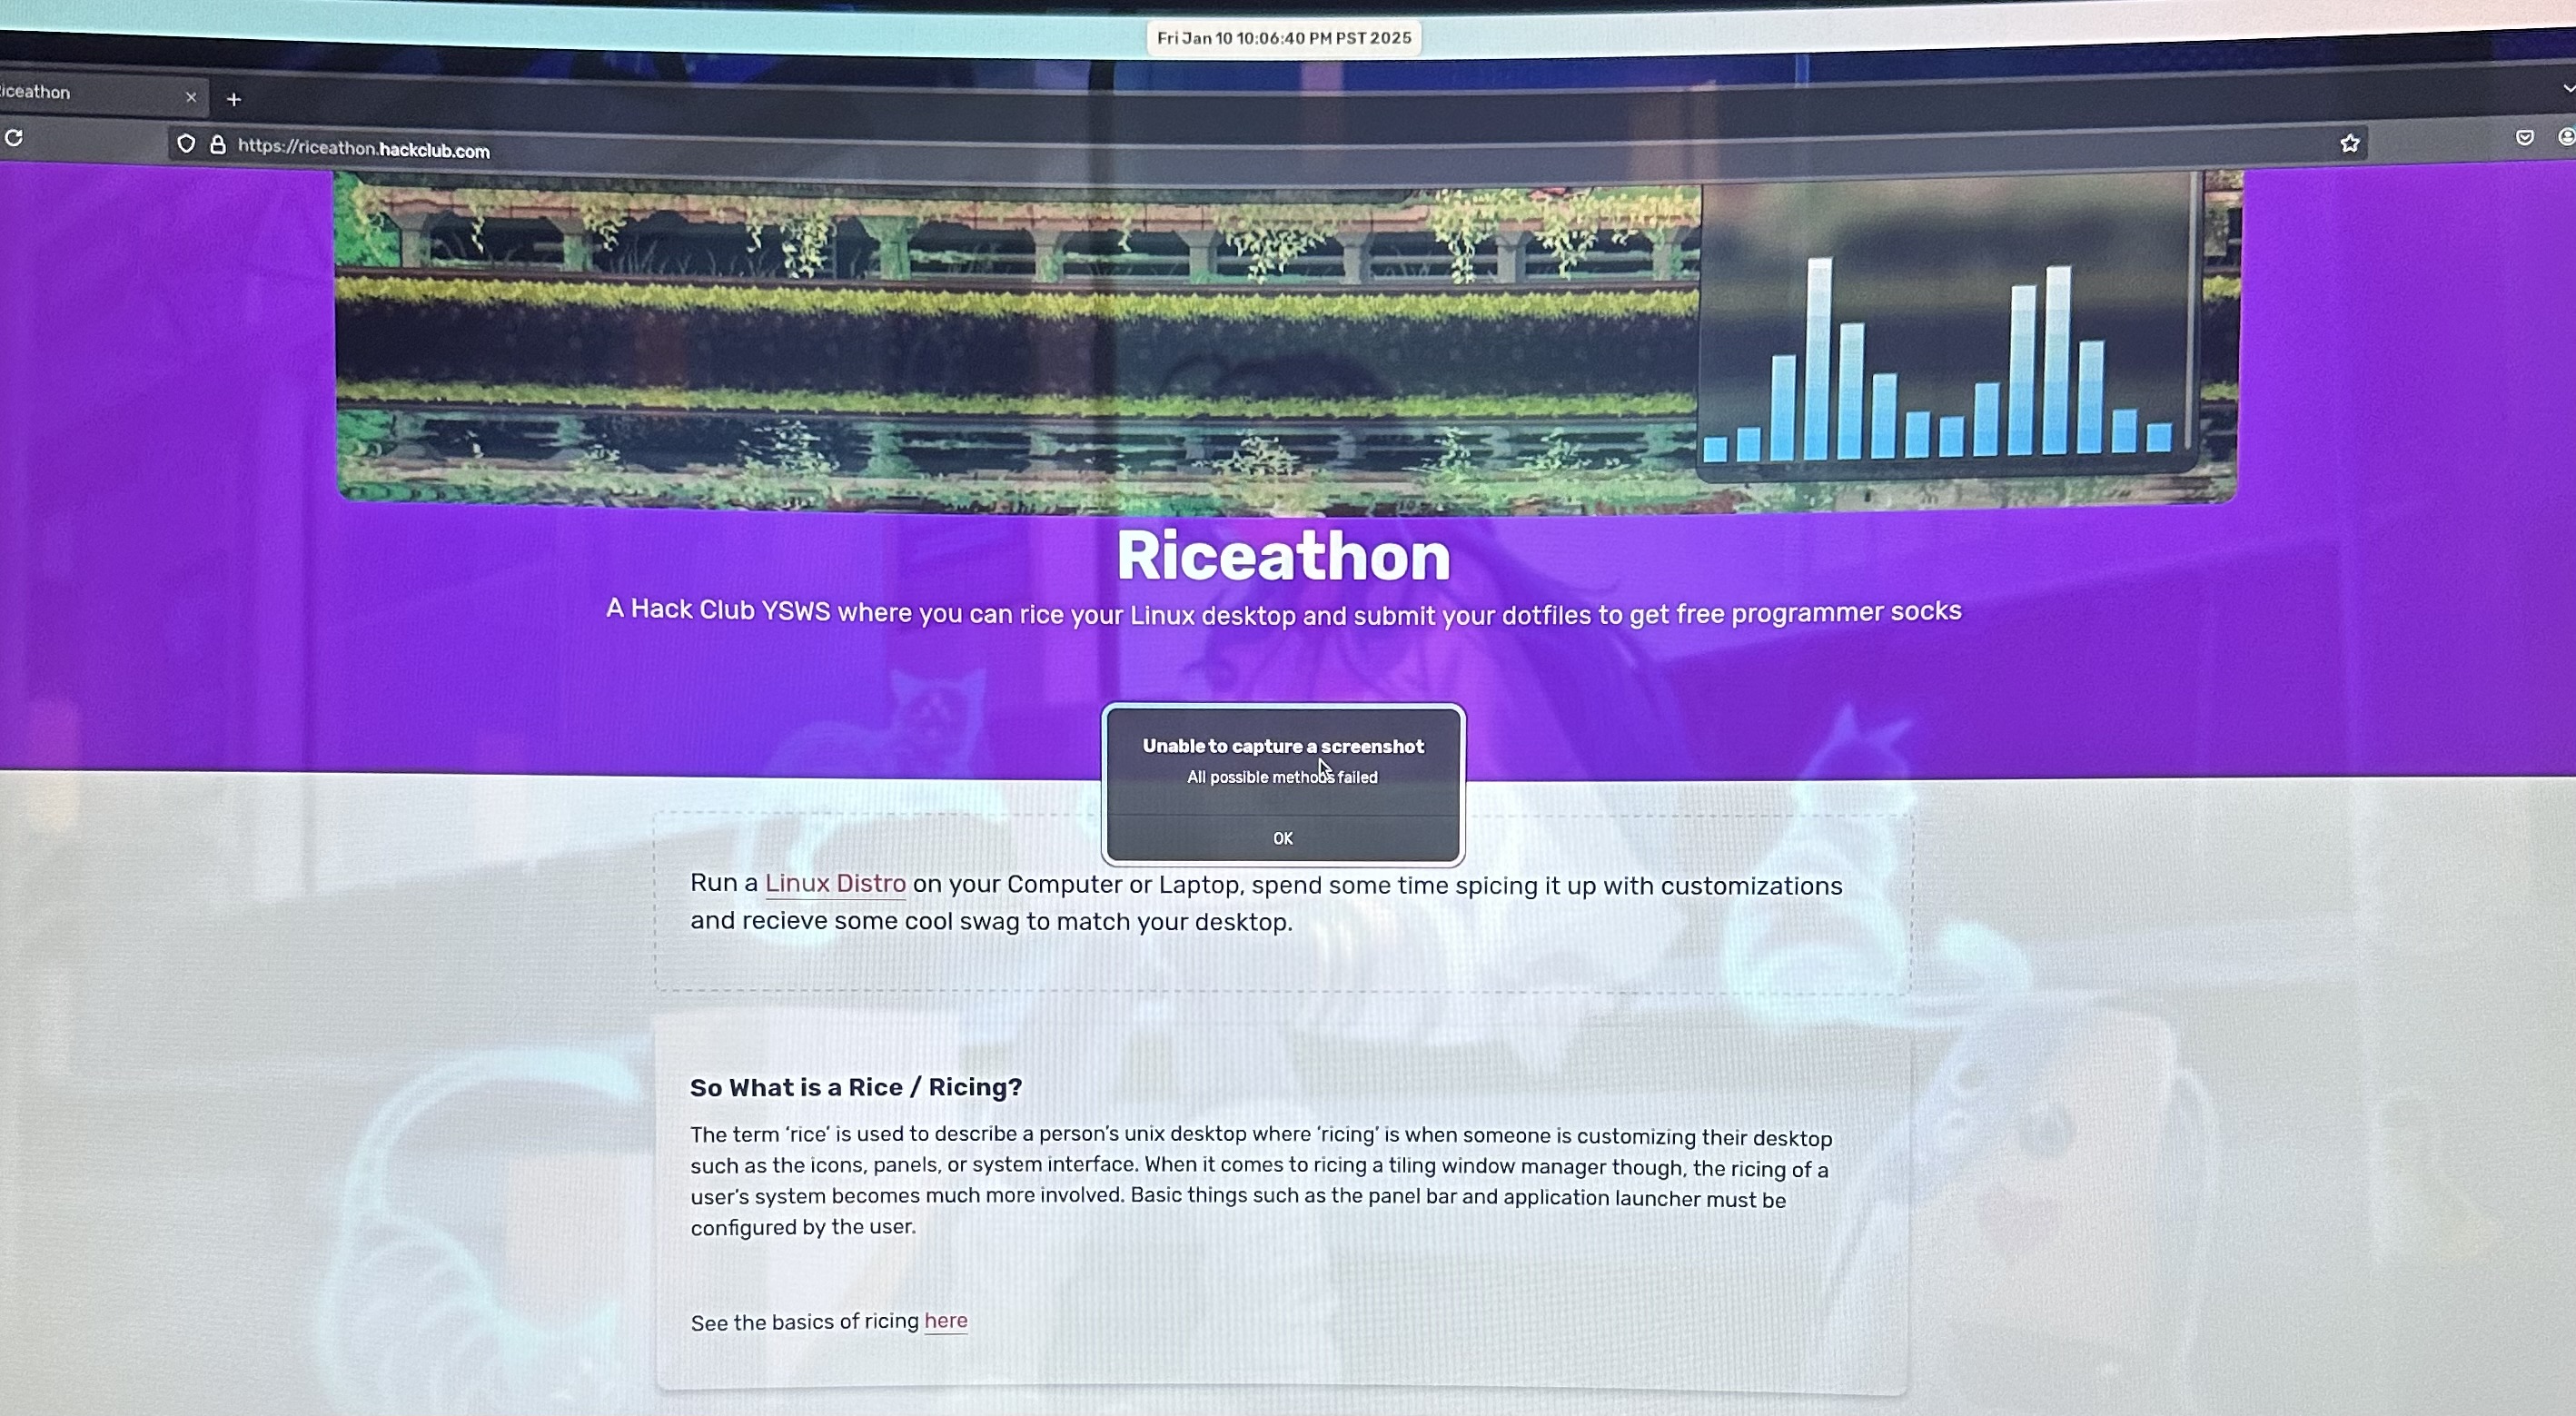 Fri Jan 10 10:06:40 PM PST 2025
iceathon
https://riceathon.hackclub.com
Riceathon
A Hack Club YSWS where you can rice your Linux desktop and submit your dotfiles to get free programmer socks
Unable to capture a screenshot
All possible methods failed
OK
Run a Linux Distro on your Computer or Laptop, spend some time spicing it up with customizations
and recieve some cool swag to match your desktop.
So What is a Rice / Ricing?
The term ‘rice’ is used to describe a person’s unix desktop where ‘ricing’ is when someone is customizing their desktop
such as the icons, panels, or system interface. When it comes to ricing a tiling window manager though, the ricing of a
user’s system becomes much more involved. Basic things such as the panel bar and application launcher must be
configured by the user.
See the basics of ricing here